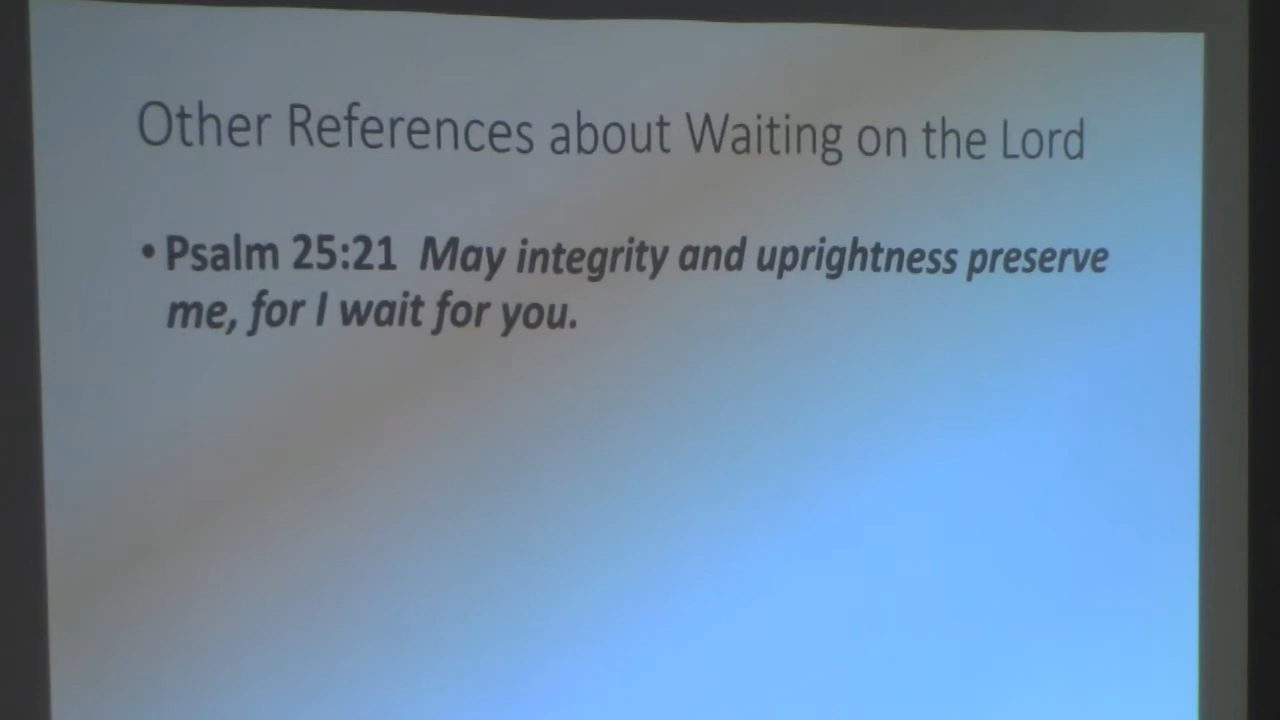 Other References about Waiting on the Lord
• Psalm 25:21 May integrity and uprightness preserve
me, for I wait for you.